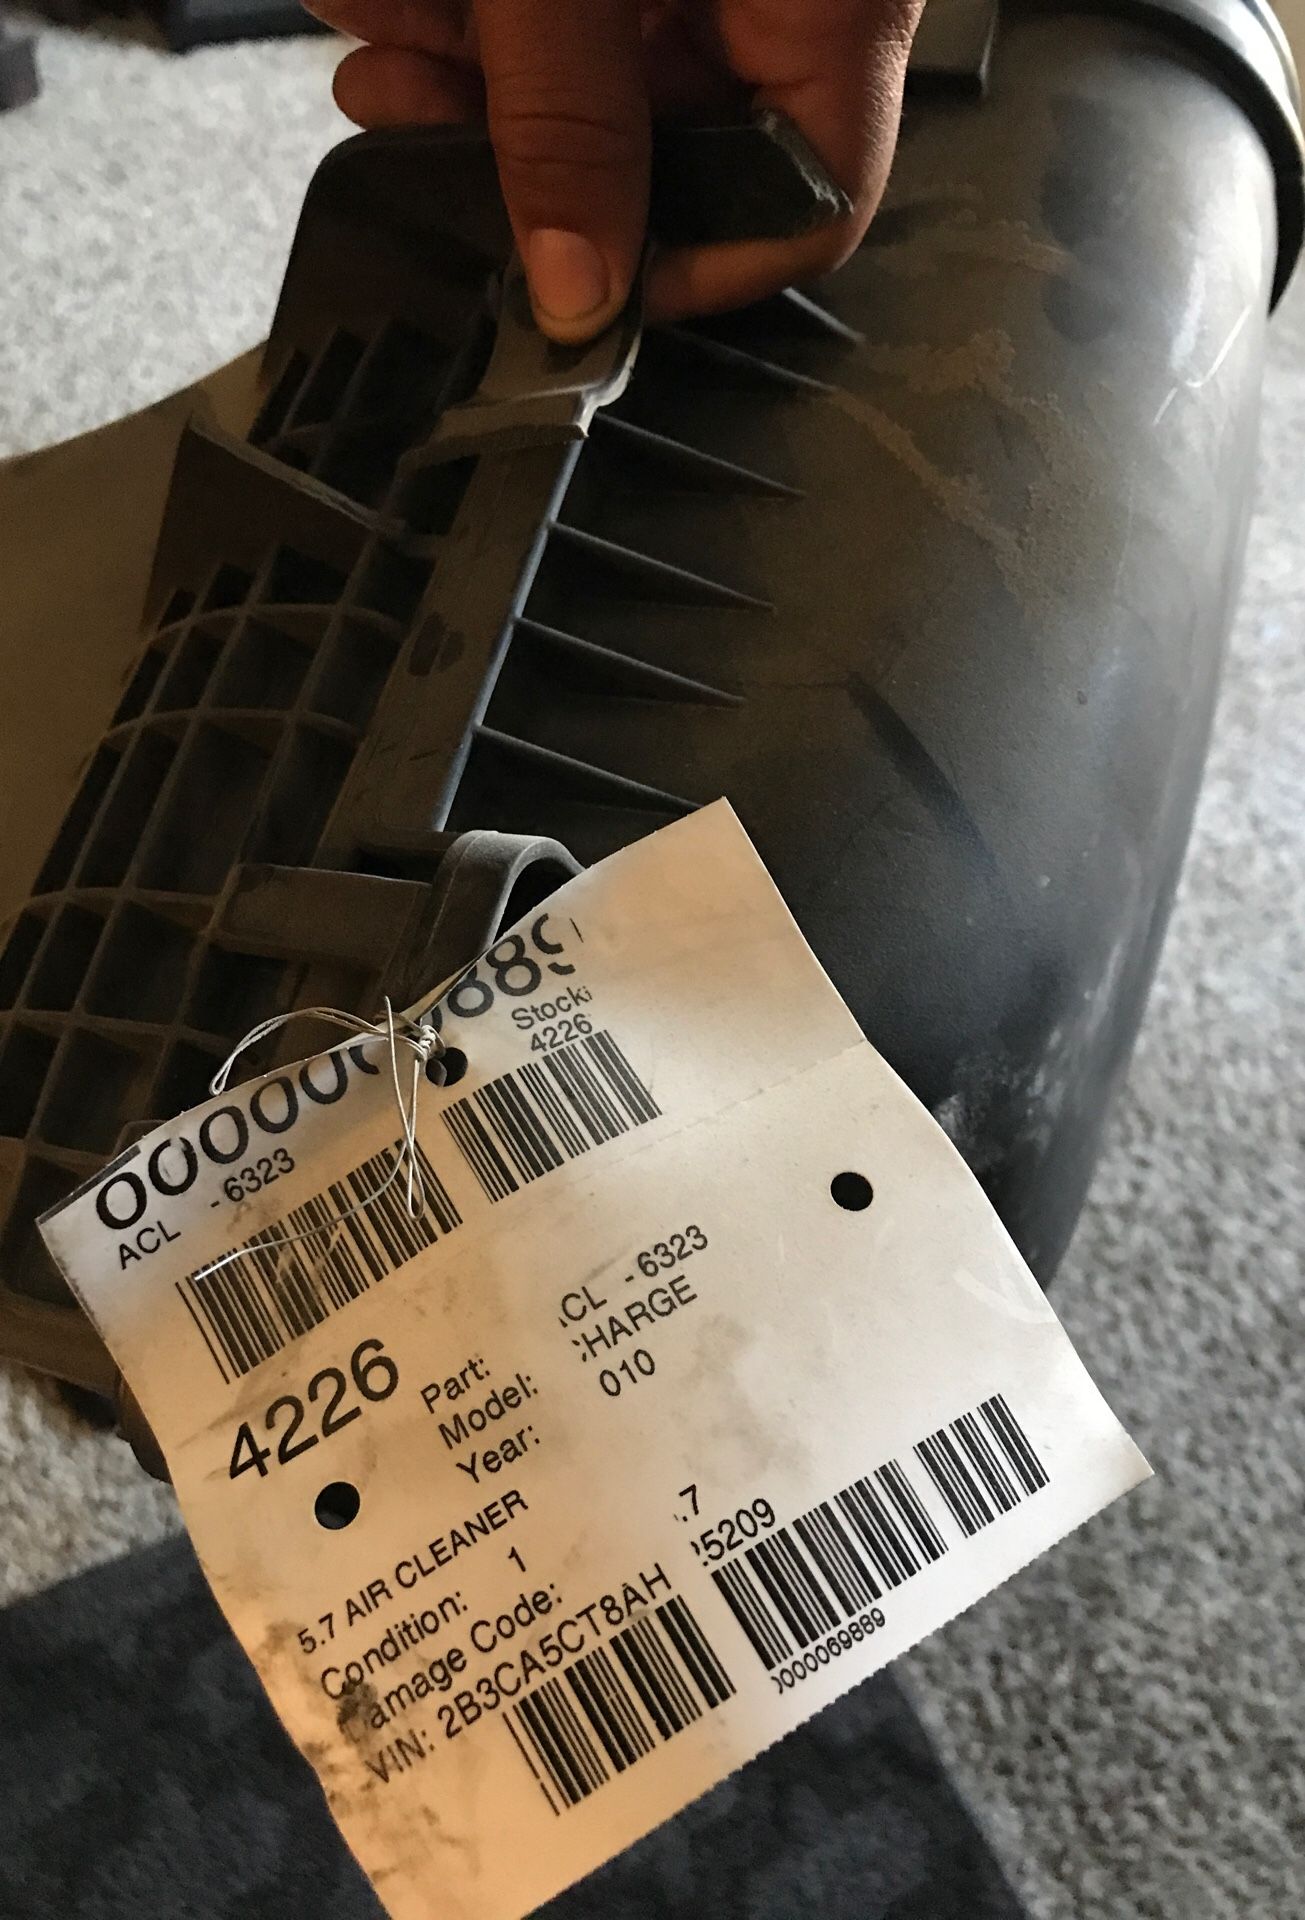 ACL - 6323
Stock:
4226
4226
Part: CL - 6323
Model: HARGE
Year: 010
5.7 AIR CLEANER .7
Condition: 1
Damage Code:
VIN: 2B3CA5CT8AH 5209
000069889